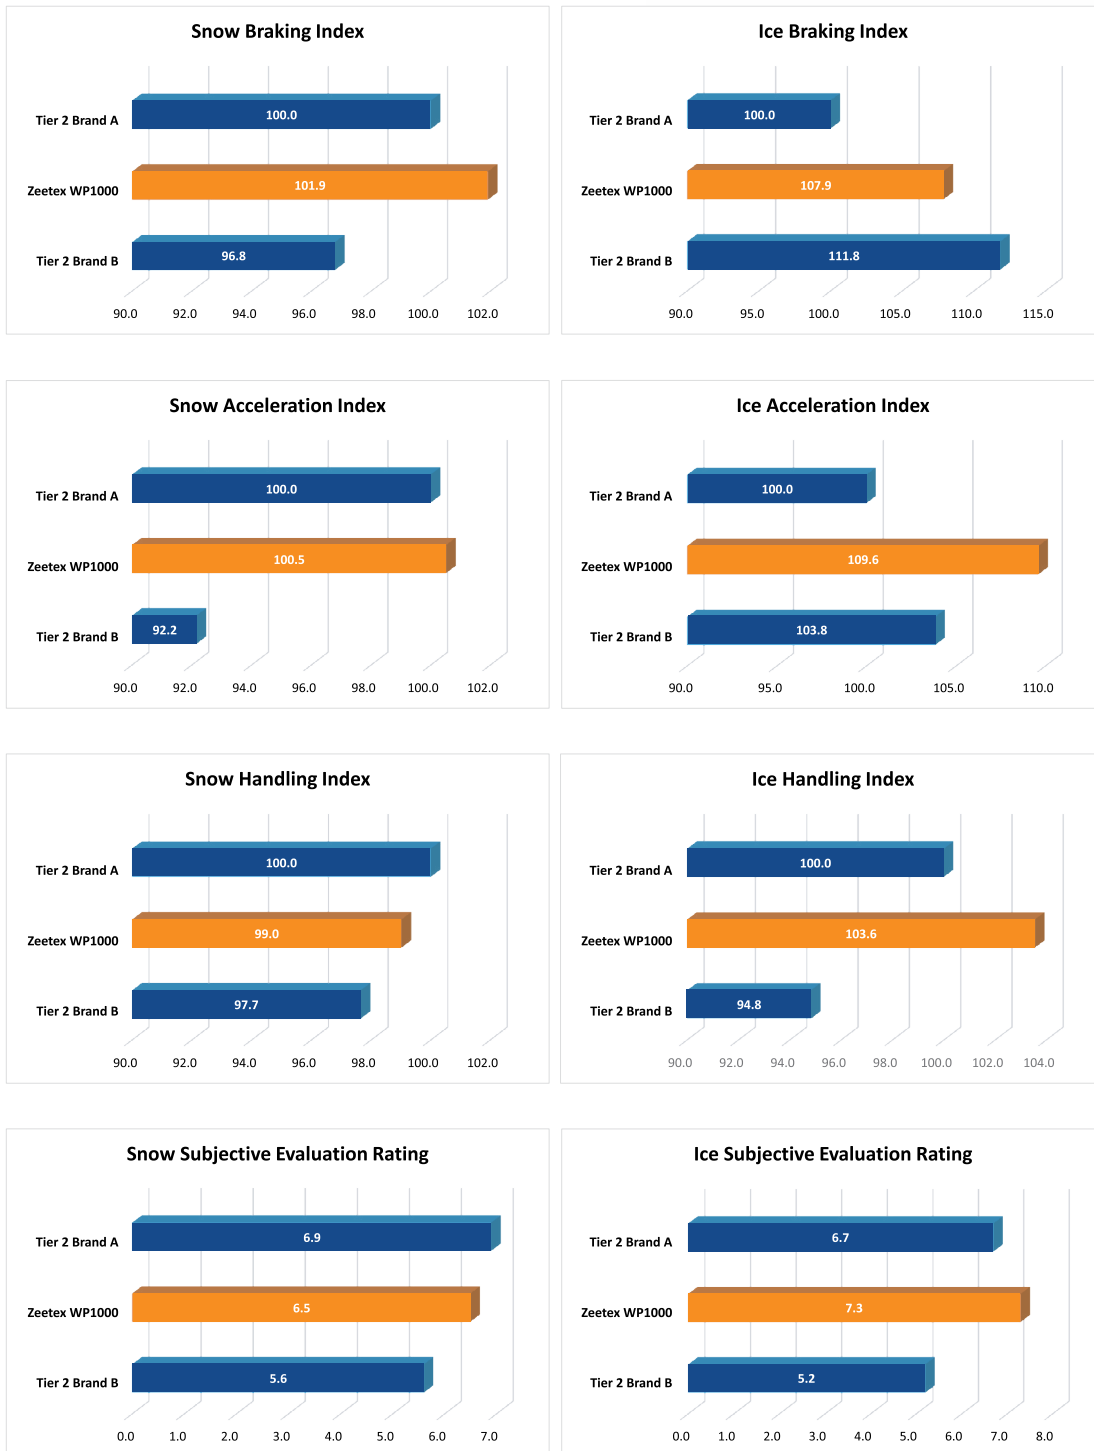 Snow Braking Index
Tier 2 Brand A
100.0
Zeetex WP1000
101.9
Tier 2 Brand B
96.8
90.0 92.0 94.0 96.0 98.0 100.0 102.0
Ice Braking Index
Tier 2 Brand A
100.0
Zeetex WP1000
107.9
Tier 2 Brand B
111.8
90.0 95.0 100.0 105.0 110.0 115.0
Snow Acceleration Index
Tier 2 Brand A
100.0
Zeetex WP1000
100.5
Tier 2 Brand B
92.2
90.0 92.0 94.0 96.0 98.0 100.0 102.0
Ice Acceleration Index
Tier 2 Brand A
100.0
Zeetex WP1000
109.6
Tier 2 Brand B
103.8
90.0 95.0 100.0 105.0 110.0
Snow Handling Index
Tier 2 Brand A
100.0
Zeetex WP1000
99.0
Tier 2 Brand B
97.7
90.0 92.0 94.0 96.0 98.0 100.0 102.0
Ice Handling Index
Tier 2 Brand A
100.0
Zeetex WP1000
103.6
Tier 2 Brand B
94.8
90.0 92.0 94.0 96.0 98.0 100.0 102.0 104.0
Snow Subjective Evaluation Rating
Tier 2 Brand A
6.9
Zeetex WP1000
6.5
Tier 2 Brand B
5.6
0.0 1.0 2.0 3.0 4.0 5.0 6.0 7.0
Ice Subjective Evaluation Rating
Tier 2 Brand A
6.7
Zeetex WP1000
7.3
Tier 2 Brand B
5.2
0.0 1.0 2.0 3.0 4.0 5.0 6.0 7.0 8.0